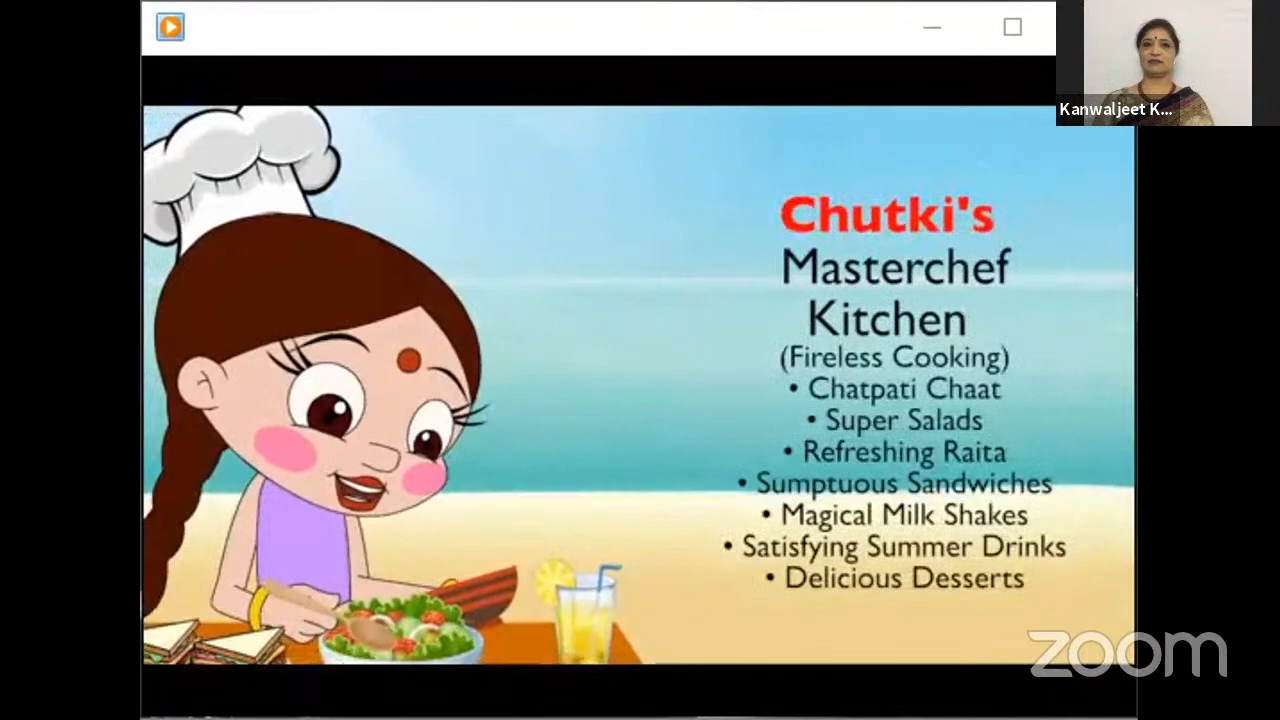 Kanwaljeet K...
Chutki's
Masterchef
Kitchen
(Fireless Cooking)
• Chatpati Chaat
• Super Salads
• Refreshing Raita
• Sumptuous Sandwiches
• Magical Milk Shakes
• Satisfying Summer Drinks
• Delicious Desserts
zoom